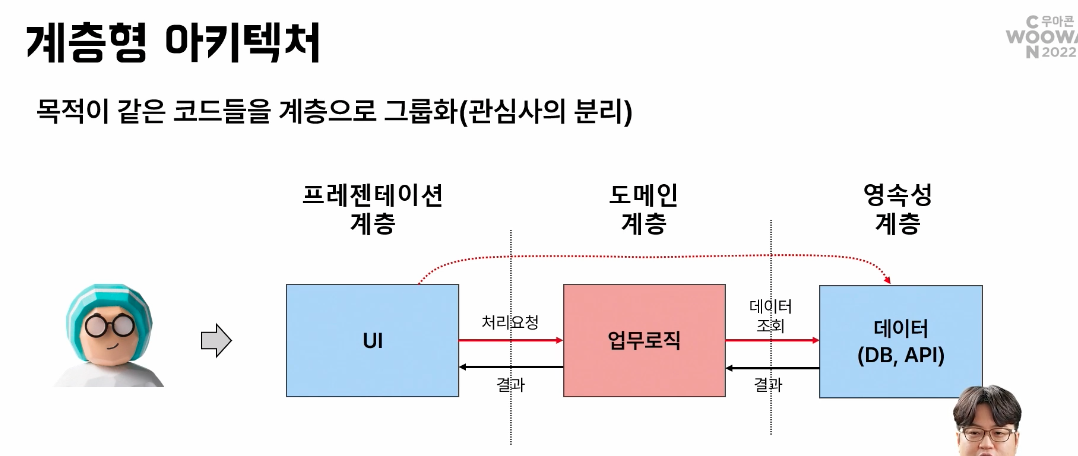 계층형 아키텍처
C 우아콘
WOOWA
N 2022
목적이 같은 코드들을 계층으로 그룹화(관심사의 분리)
프레젠테이션
계층
도메인
계층
영속성
계층
UI
처리요청
결과
업무로직
데이터
조회
결과
데이터
(DB, API)